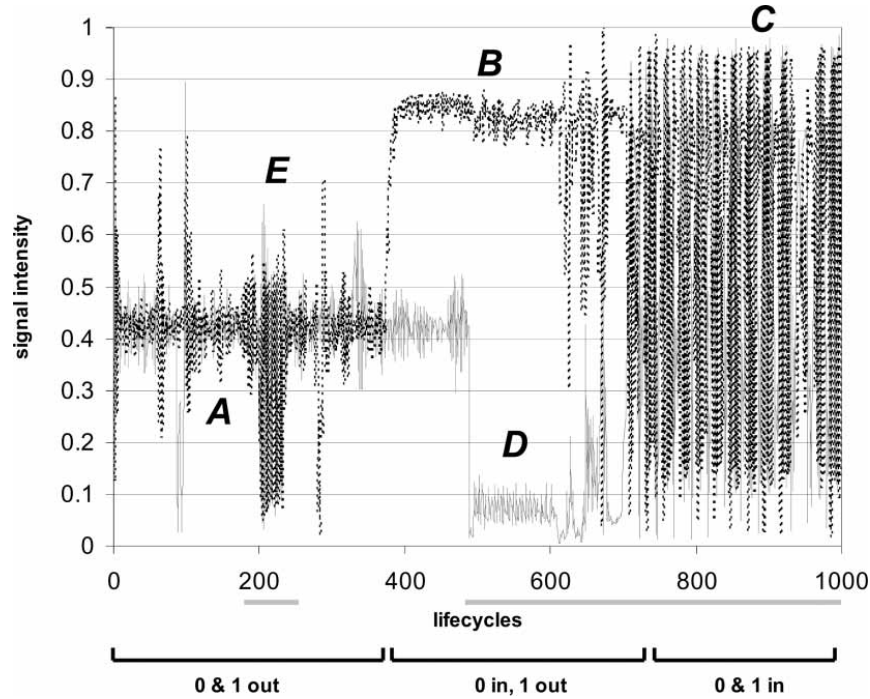 C
1
B
0.9
0.8
E
0.7
0.6
signal intensity
0.5
0.4
A
0.3
D
0.2
0.1
0
0 200 400 600 800 1000
lifecycles
0 & 1 out 0 in, 1 out 0 & 1 in